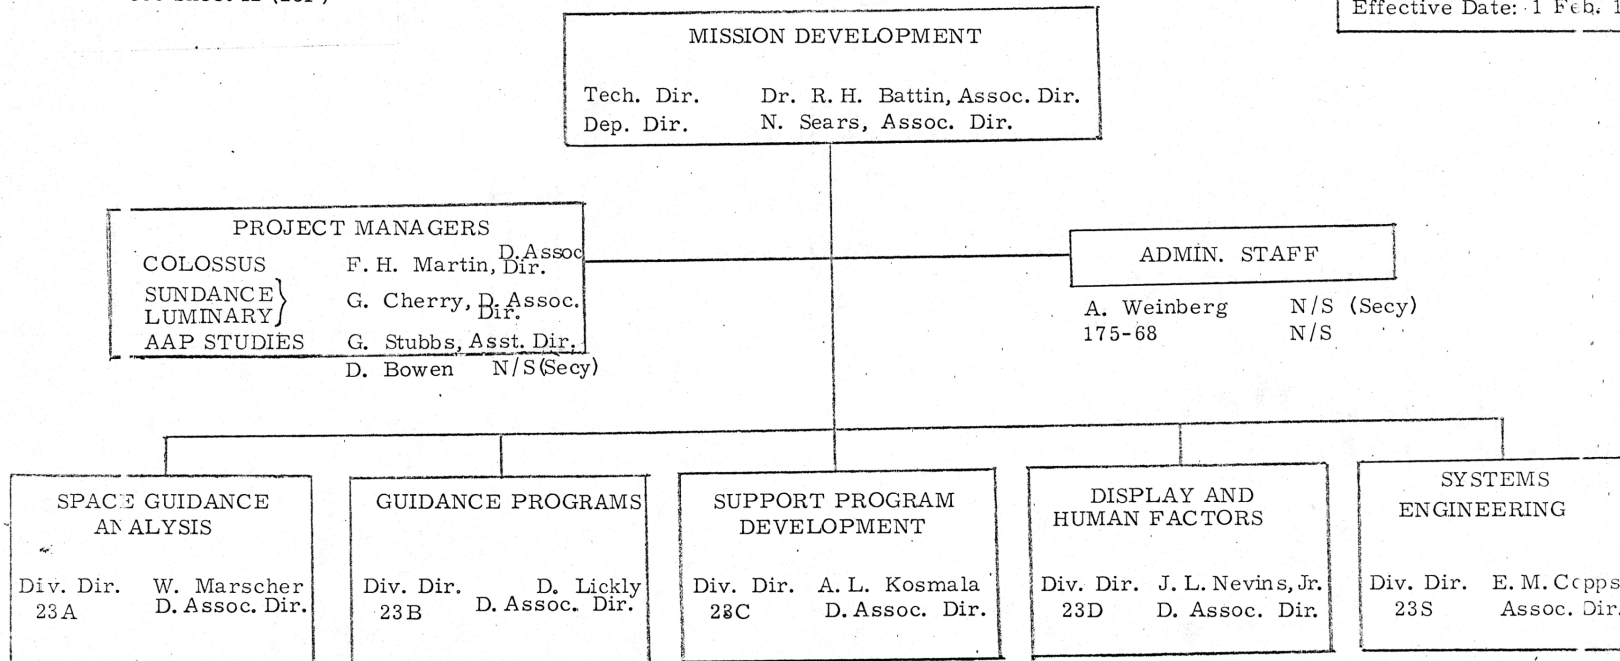 Effective Date: 1 Feb. 1
MISSION DEVELOPMENT
Tech. Dir. Dr. R. H. Battin, Assoc. Dir.
Dep. Dir. N. Sears, Assoc. Dir.
PROJECT MANAGERS
COLOSSUS F. H. Martin, D. Assoc
Dir.
SUNDANCE} G. Cherry, D. Assoc.
LUMINARY} Dir.
AAP STUDIES G. Stubbs, Asst. Dir.
D. Bowen N/S (Secy)
ADMIN. STAFF
A. Weinberg N/S (Secy)
175-68 N/S
SPACE GUIDANCE
ANALYSIS
Div. Dir. W. Marscher
23A D. Assoc. Dir.
GUIDANCE PROGRAMS
Div. Dir. D. Lickly
23B D. Assoc. Dir.
SUPPORT PROGRAM
DEVELOPMENT
Div. Dir. A. L. Kosmala
23C D. Assoc. Dir.
DISPLAY AND
HUMAN FACTORS
Div. Dir. J. L. Nevins, Jr.
23D D. Assoc. Dir.
SYSTEMS
ENGINEERING
Div. Dir. E. M. Copps
23S Assoc. Dir.